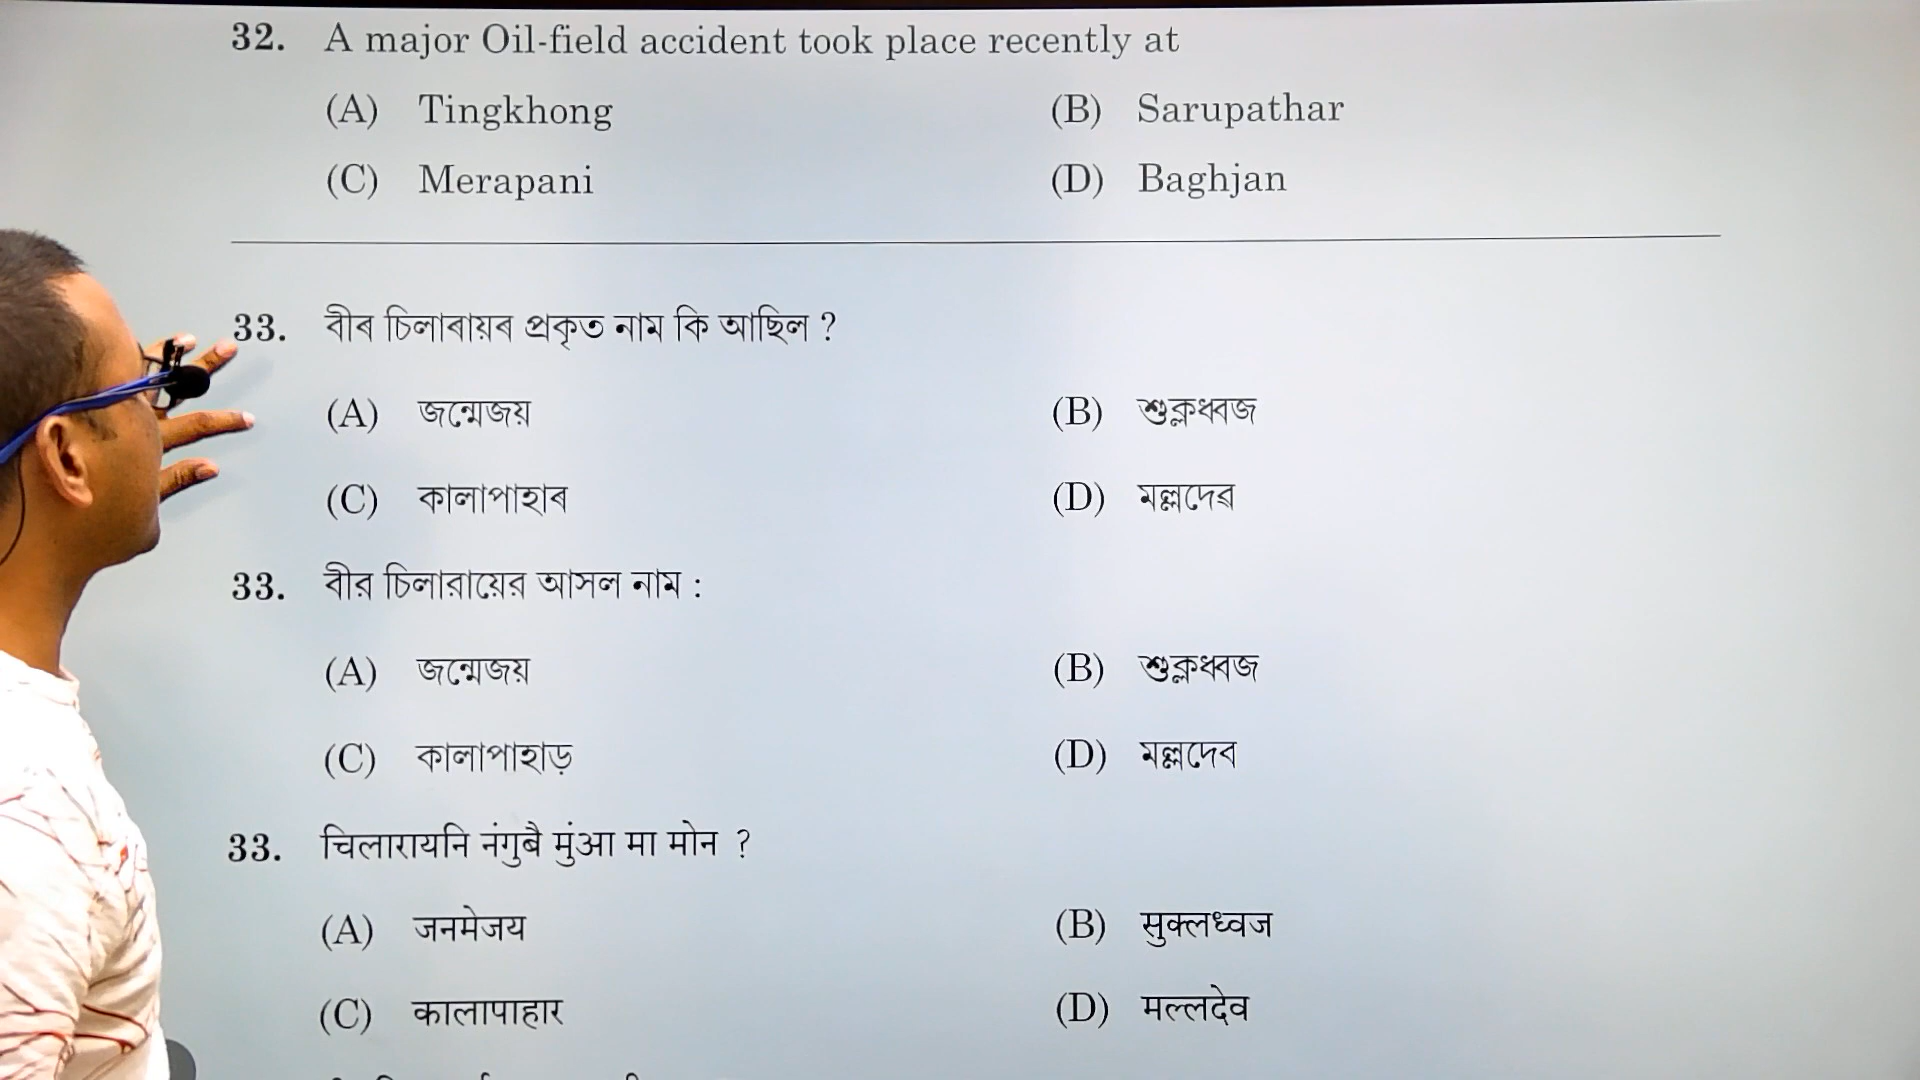 32. A major Oil-field accident took place recently at
(A) Tingkhong (B) Sarupathar
(C) Merapani (D) Baghjan
33. বীৰ চিলাৰায়ৰ প্ৰকৃত নাম কি আছিল ?
(A) জন্মেজয় (B) শুক্লধ্বজ
(C) কালাপাহাৰ (D) মল্লদেৱ
33. বীর চিলারায়ের আসল নাম :
(A) জন্মেজয় (B) শুক্লধ্বজ
(C) কালাপাহাড় (D) মল্লদেব
33. चिलारायनि नंगुबै मुंआ मा मोन ?
(A) जनमेजय (B) सुक्लध्वज
(C) कालापाहार (D) मल्लदेव